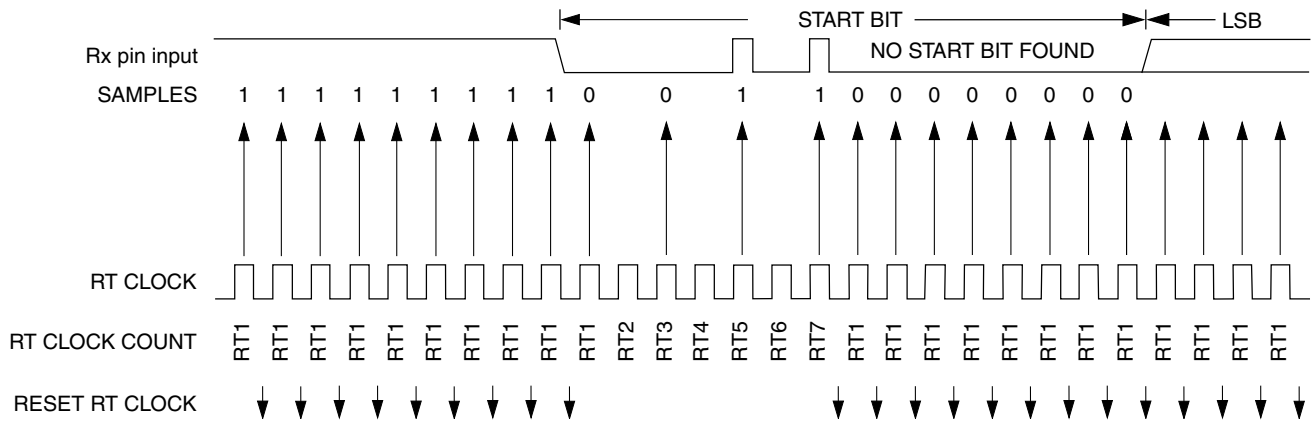 START BIT LSB
Rx pin input NO START BIT FOUND
SAMPLES 1 1 1 1 1 1 1 1 1 0 0 1 1 0 0 0 0 0 0 0 0
RT CLOCK
RT CLOCK COUNT RT1 RT1 RT1 RT1 RT1 RT1 RT1 RT1 RT1 RT1 RT2 RT3 RT4 RT5 RT6 RT7 RT1 RT1 RT1 RT1 RT1 RT1 RT1 RT1 RT1 RT1 RT1 RT1
RESET RT CLOCK